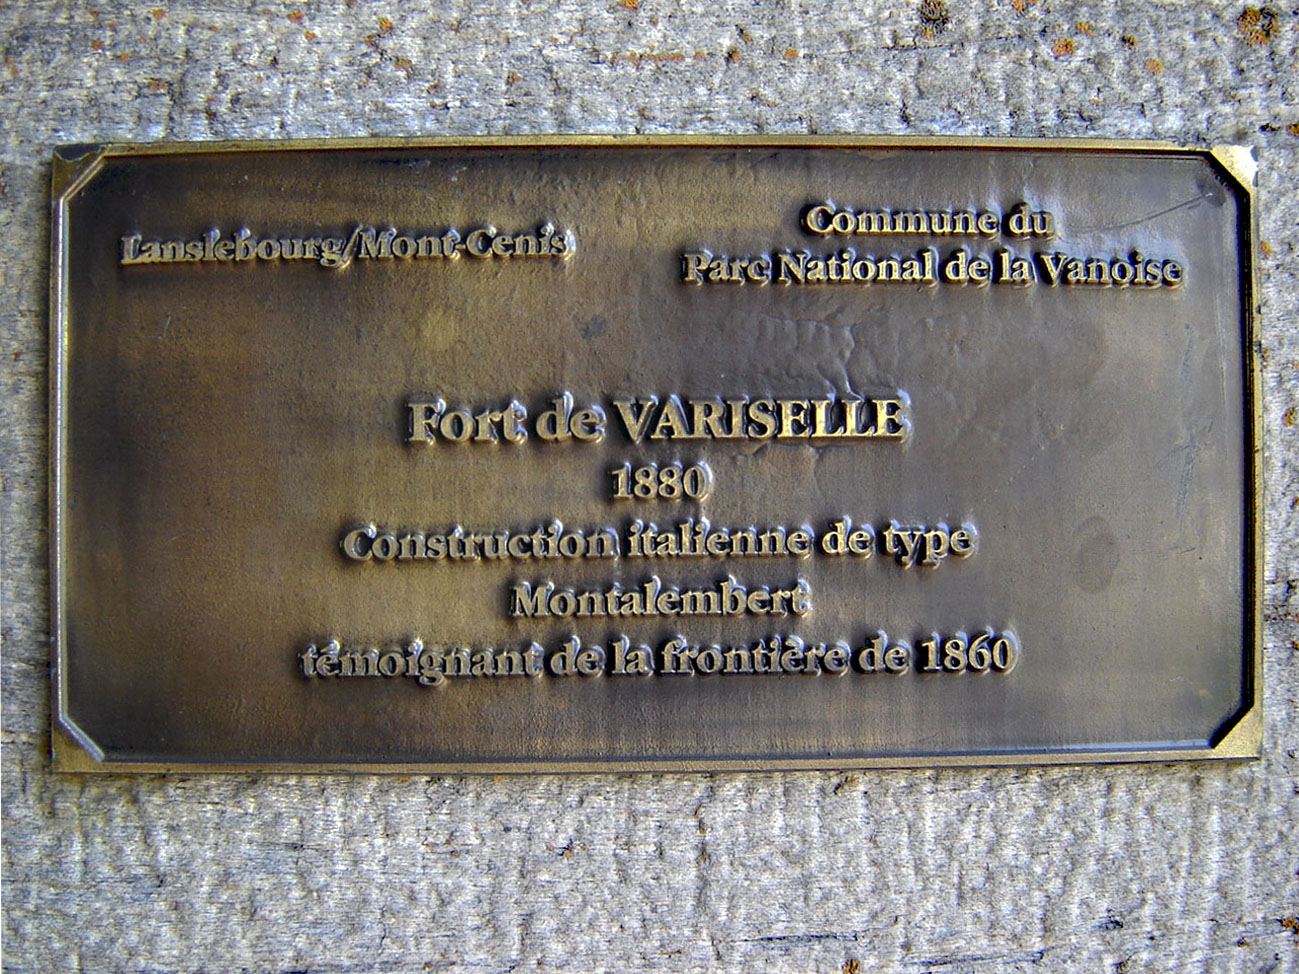 Lanslebourg/Mont-Cenis
Commune du
Parc National de la Vanoise
Fort de VARISELLE
1880
Construction italienne de type
Montalembert
témoignant de la frontière de 1860